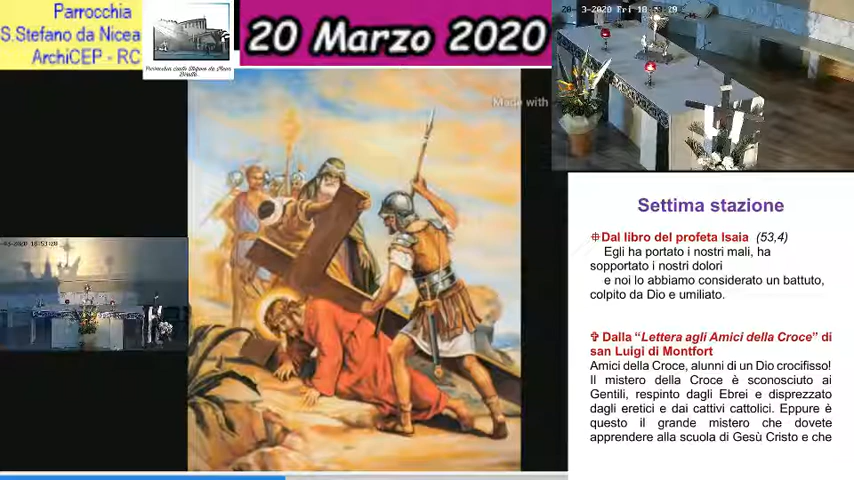 Parrocchia
S.Stefano da Nicea
ArchiCEP - RC
20 Marzo 2020
Made with
Settima stazione
Dal libro del profeta Isaia (53,4)
Egli ha portato i nostri mali, ha
sopportato i nostri dolori
e noi lo abbiamo considerato un battuto,
colpito da Dio e umiliato.
Dalla “Lettera agli Amici della Croce” di
san Luigi di Montfort
Amici della Croce, alunni di un Dio crocifisso!
Il mistero della Croce è sconosciuto ai
Gentili, respinto dagli Ebrei e disprezzato
dagli eretici e dai cattivi cattolici. Eppure è
questo il grande mistero che dovete
apprendere alla scuola di Gesù Cristo e che